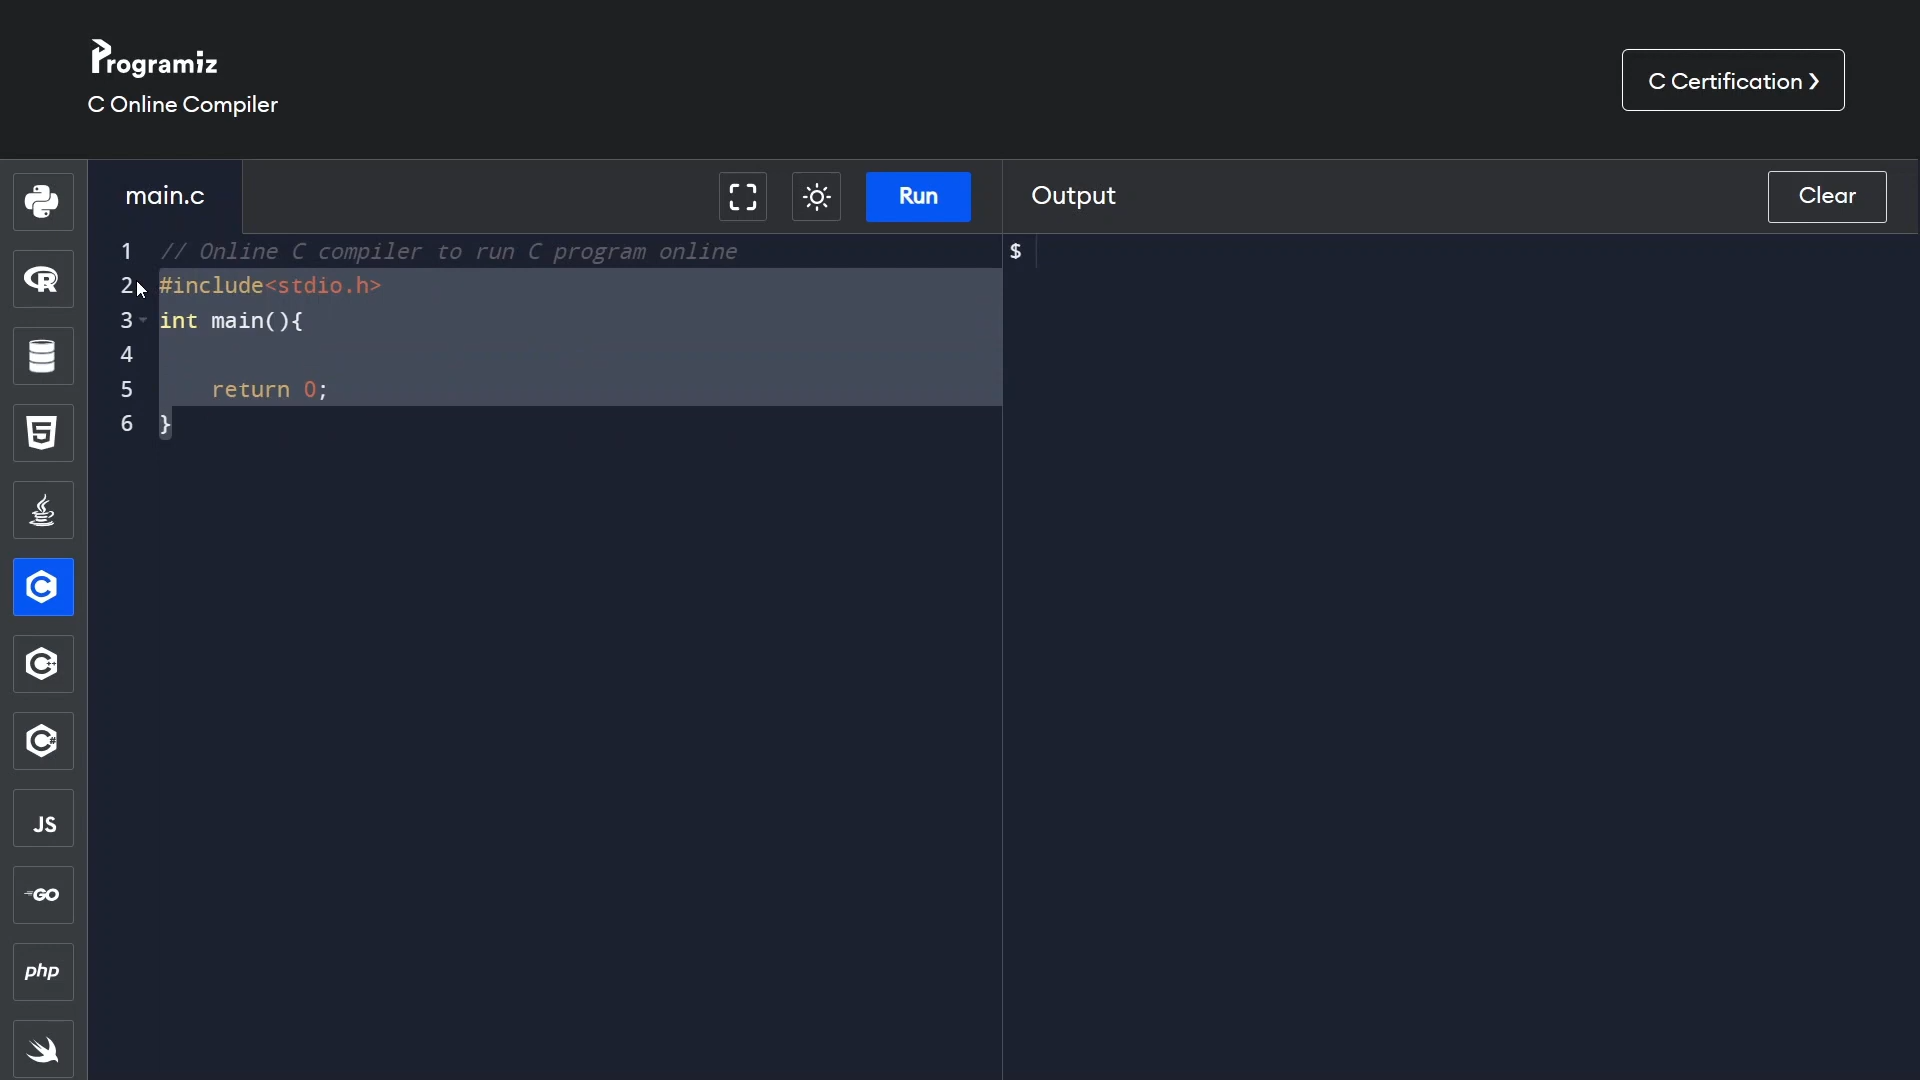 Programiz
C Online Compiler
C Certification ❯
main.c
Run
Output
Clear
1 // Online C compiler to run C program online
2 #include<stdio.h>
3 int main(){
4
5     return 0;
6 }
$
R
5
C
C++
C#
JS
GO
php